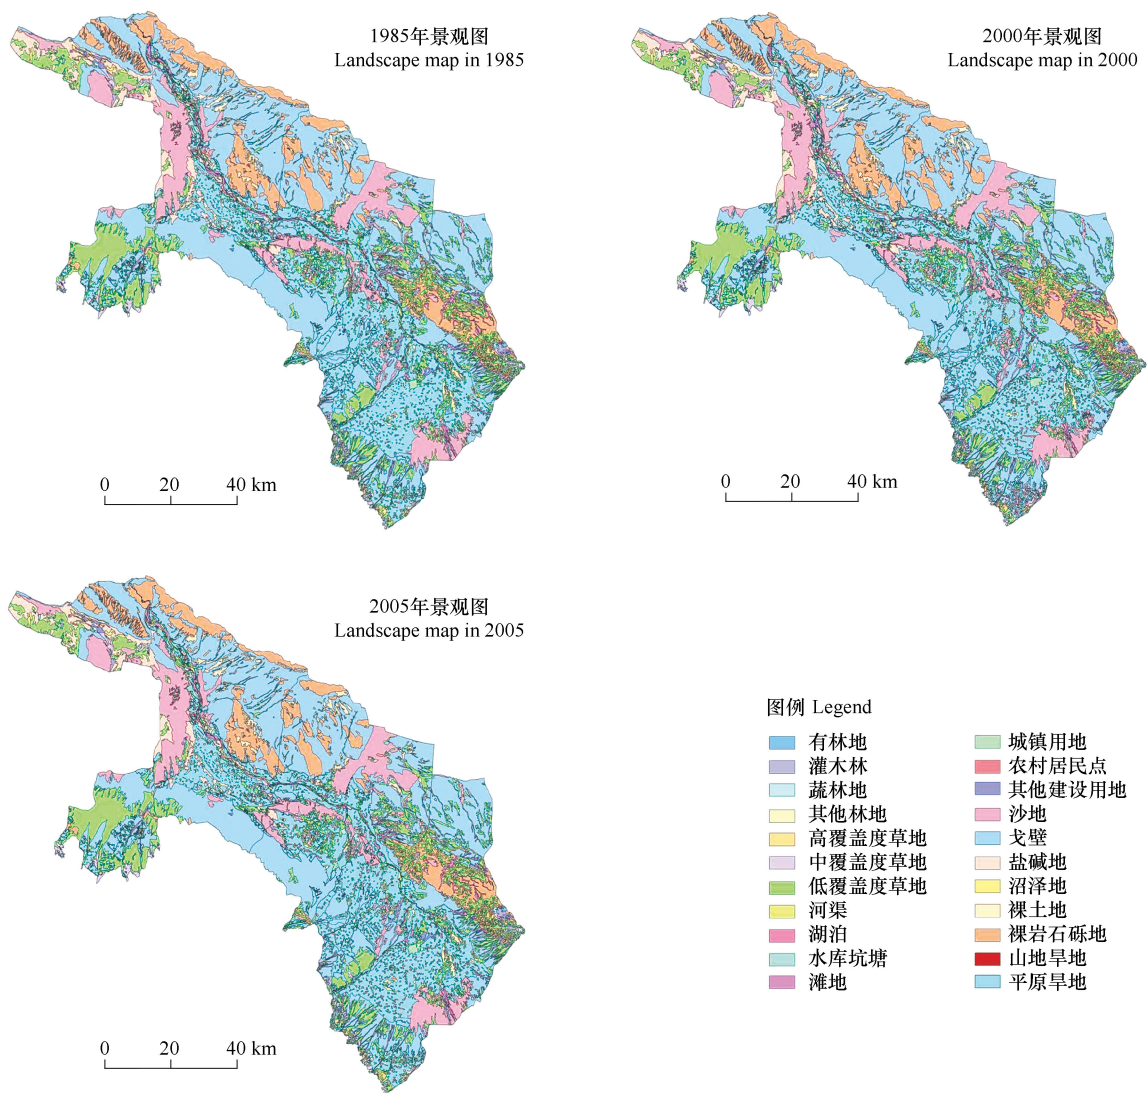 1985年景观图
Landscape map in 1985
0 20 40 km
2000年景观图
Landscape map in 2000
0 20 40 km
2005年景观图
Landscape map in 2005
0 20 40 km
图例 Legend
有林地
灌木林
蔬林地
其他林地
高覆盖度草地
中覆盖度草地
低覆盖度草地
河渠
湖泊
水库坑塘
滩地
城镇用地
农村居民点
其他建设用地
沙地
戈壁
盐碱地
沼泽地
裸土地
裸岩石砾地
山地旱地
平原旱地